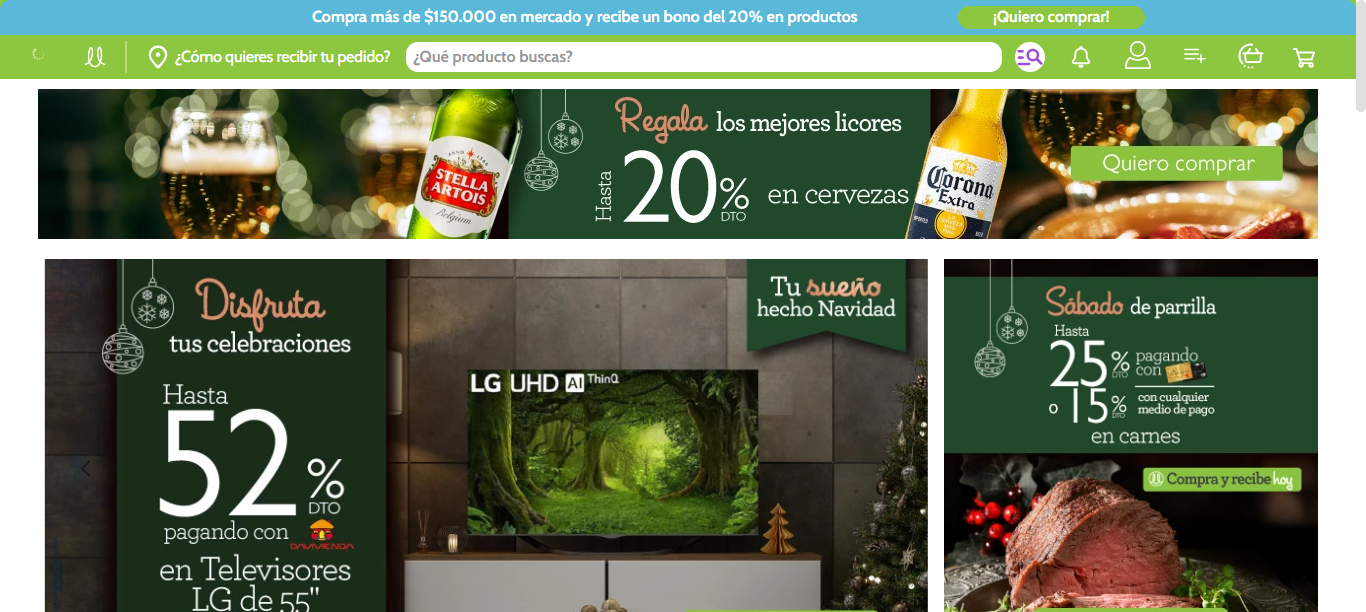 Compra más de $150.000 en mercado y recibe un bono del 20% en productos
¡Quiero comprar!
¿Cómo quieres recibir tu pedido?
¿Qué producto buscas?
Regala los mejores licores
Hasta
20%
DTO
en cervezas
Quiero comprar
ANNO 1366
STELLA
ARTOIS
Belgium
Corona
Extra
Disfruta
tus celebraciones
Hasta
52%
DTO
pagando con
DAVIVIENDA
en Televisores
LG de 55"
Tu sueño
hecho Navidad
LG UHD AI ThinQ
Sábado de parrilla
Hasta
25%
DTO
pagando
con
o 15%
DTO
con cualquier
medio de pago
en carnes
Compra y recibe hoy